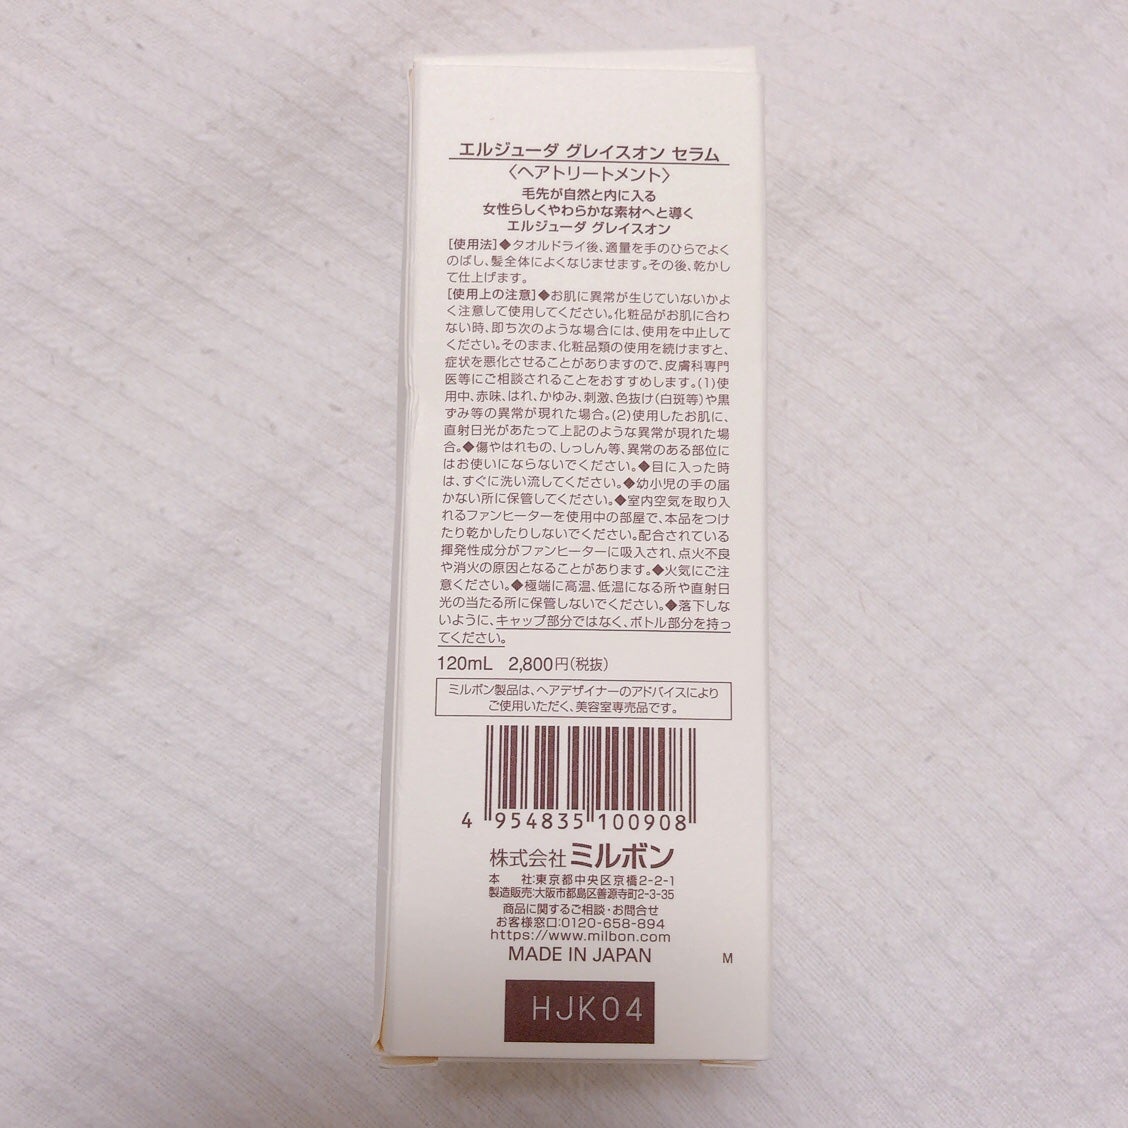 エルジューダ グレイスオン セラム
〈ヘアトリートメント〉
毛先が自然と内に入る
女性らしくやわらかな素材へと導く
エルジューダ グレイスオン
[使用法]◆タオルドライ後、適量を手のひらでよく
のばし、髪全体によくなじませます。その後、乾かし
て仕上げます。
[使用上の注意]◆お肌に異常が生じていないかよ
く注意して使用してください。化粧品がお肌に合わ
ない時、即ち次のような場合には、使用を中止して
ください。そのまま、化粧品類の使用を続けますと、
症状を悪化させることがありますので、皮膚科専門
医等にご相談されることをおすすめします。(1)使
用中、赤味、はれ、かゆみ、刺激、色抜け(白斑等)や黒
ずみ等の異常が現れた場合。(2)使用したお肌に、
直射日光があたって上記のような異常が現れた場
合。◆傷やはれもの、しっしん等、異常のある部位に
はお使いにならないでください。◆目に入った時
は、すぐに洗い流してください。◆幼小児の手の届
かない所に保管してください。◆室内空気を取り入
れるファンヒーターを使用中の部屋で、本品をつけ
たり乾かしたりしないでください。配合されている
揮発性成分がファンヒーターに吸入され、点火不良
や消火の原因となることがあります。◆火気にご注
意ください。◆極端に高温、低温になる所や直射日
光の当たる所に保管しないでください。◆落下しな
いように、キャップ部分ではなく、ボトル部分を持っ
てください。
120mL 2,800円(税抜)
ミルボン製品は、ヘアデザイナーのアドバイスにより
ご使用いただく、美容室専売品です。
4 954835 100908
株式会社 ミルボン
本 社:東京都中央区京橋2-2-1
製造販売:大阪市都島区善源寺町2-3-35
商品に関するご相談・お問合せ
お客様窓口:0120-658-894
https://www.milbon.com
MADE IN JAPAN
M
HJK04